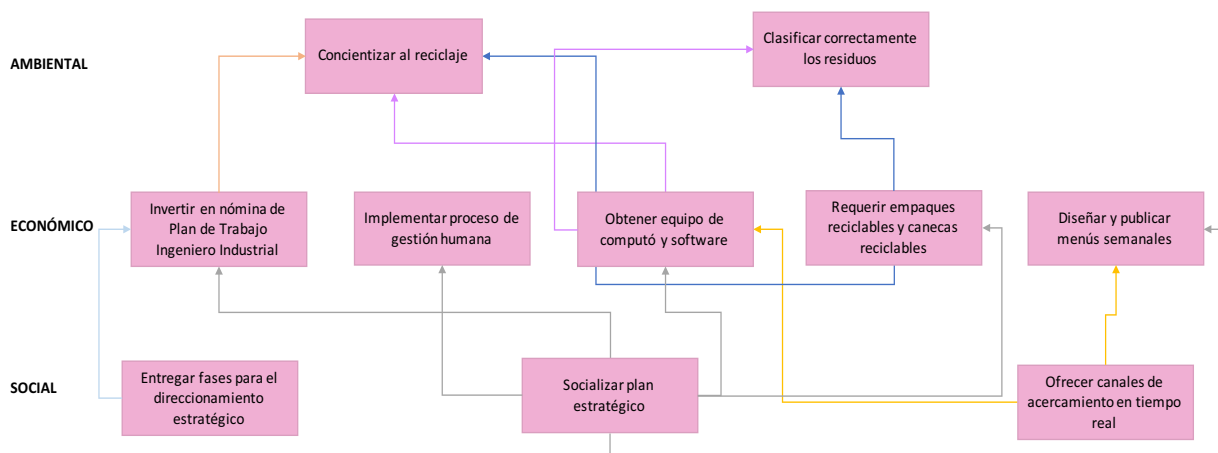 AMBIENTAL
Concientizar al reciclaje
Clasificar correctamente
los residuos
ECONÓMICO
Invertir en nómina de
Plan de Trabajo
Ingeniero Industrial
Implementar proceso de
gestión humana
Obtener equipo de
computó y software
Requerir empaques
reciclables y canecas
reciclables
Diseñar y publicar
menús semanales
SOCIAL
Entregar fases para el
direccionamiento
estratégico
Socializar plan
estratégico
Ofrecer canales de
acercamiento en tiempo
real